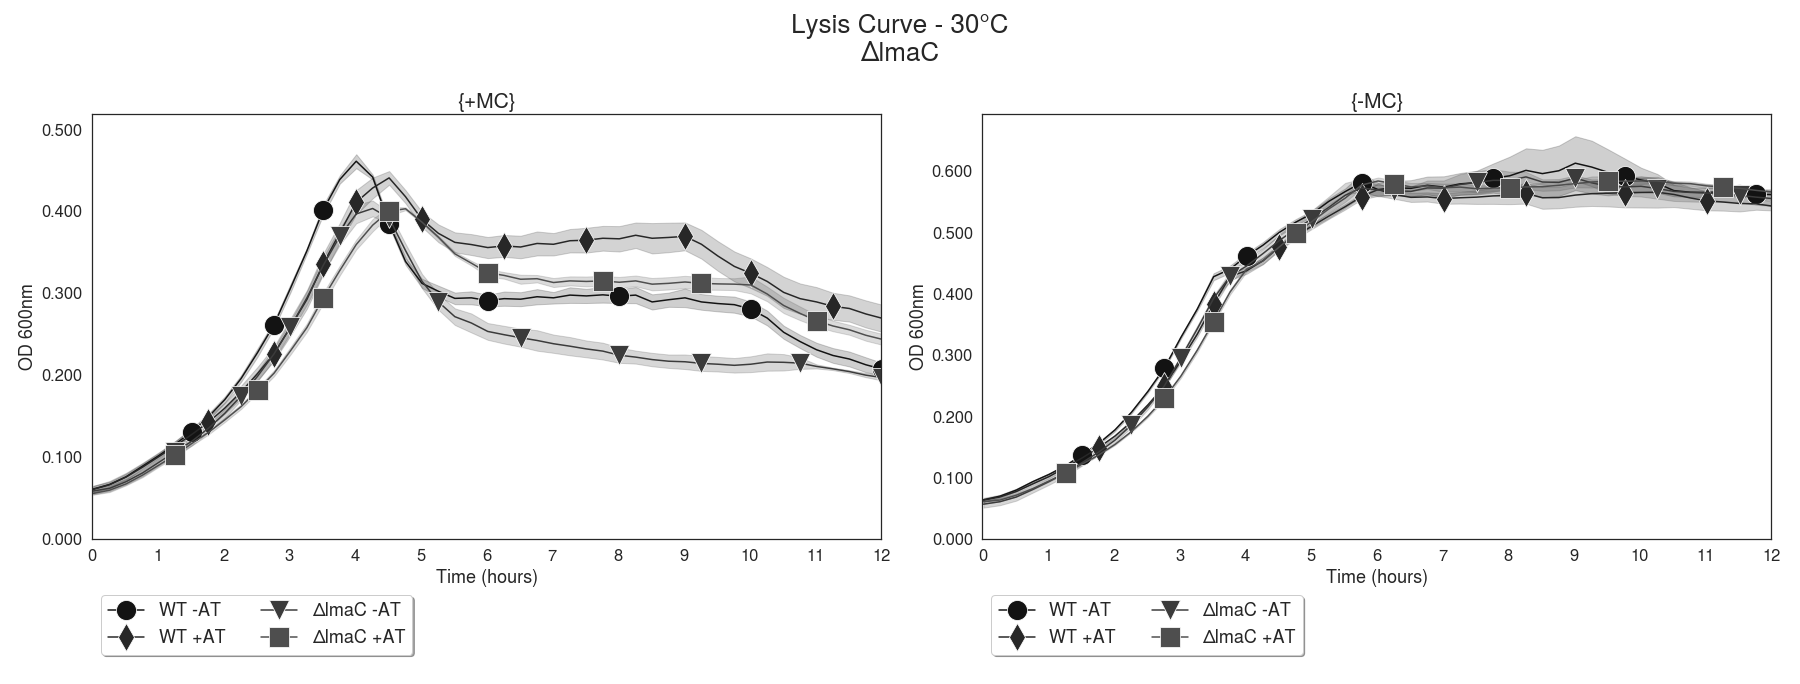 Lysis Curve - 30°C
ΔlmaC
{+MC}
OD 600nm
0.500
0.400
0.300
0.200
0.100
0.000
0 1 2 3 4 5 6 7 8 9 10 11 12
Time (hours)
WT -AT ΔlmaC -AT
WT +AT ΔlmaC +AT
{-MC}
OD 600nm
0.600
0.500
0.400
0.300
0.200
0.100
0.000
0 1 2 3 4 5 6 7 8 9 10 11 12
Time (hours)
WT -AT ΔlmaC -AT
WT +AT ΔlmaC +AT